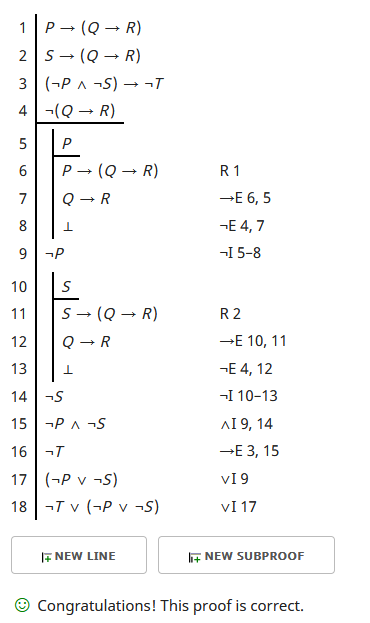 1 P → (Q → R)
2 S → (Q → R)
3 (¬P ∧ ¬S) → ¬T
4 ¬(Q → R)
5 P
6 P → (Q → R) R 1
7 Q → R →E 6, 5
8 ⊥ ¬E 4, 7
9 ¬P ¬I 5–8
10 S
11 S → (Q → R) R 2
12 Q → R →E 10, 11
13 ⊥ ¬E 4, 12
14 ¬S ¬I 10–13
15 ¬P ∧ ¬S ∧I 9, 14
16 ¬T →E 3, 15
17 (¬P ∨ ¬S) ∨I 9
18 ¬T ∨ (¬P ∨ ¬S) ∨I 17
NEW LINE NEW SUBPROOF
Congratulations! This proof is correct.